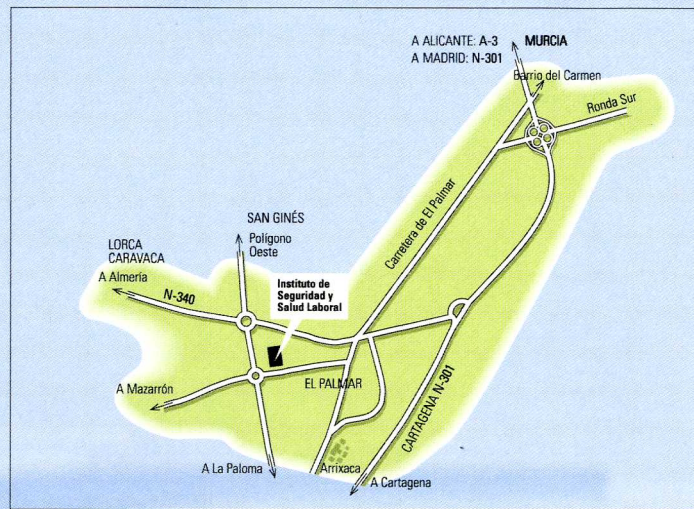 A ALICANTE: A-3
A MADRID: N-301
MURCIA
Barrio del Carmen
Ronda Sur
Carretera de El Palmar
SAN GINÉS
Polígono
Oeste
LORCA
CARAVACA
A Almería
N-340
Instituto de
Seguridad y
Salud Laboral
A Mazarrón
EL PALMAR
CARTAGENA N-301
A La Paloma
Arrixaca
A Cartagena